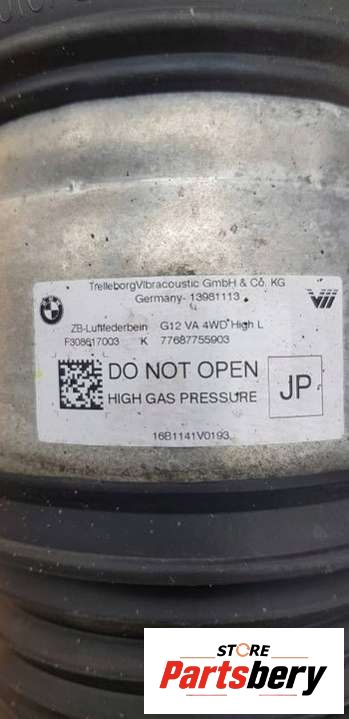 TrelleborgVibracoustic GmbH & Co. KG
Germany- 13981113
BMW
ZB-Luftfederbein G12 VA 4WD High L
F308617003 K 77687755903
L L
DO NOT OPEN
HIGH GAS PRESSURE
JP
16B1141V0193
STORE
Partsbery